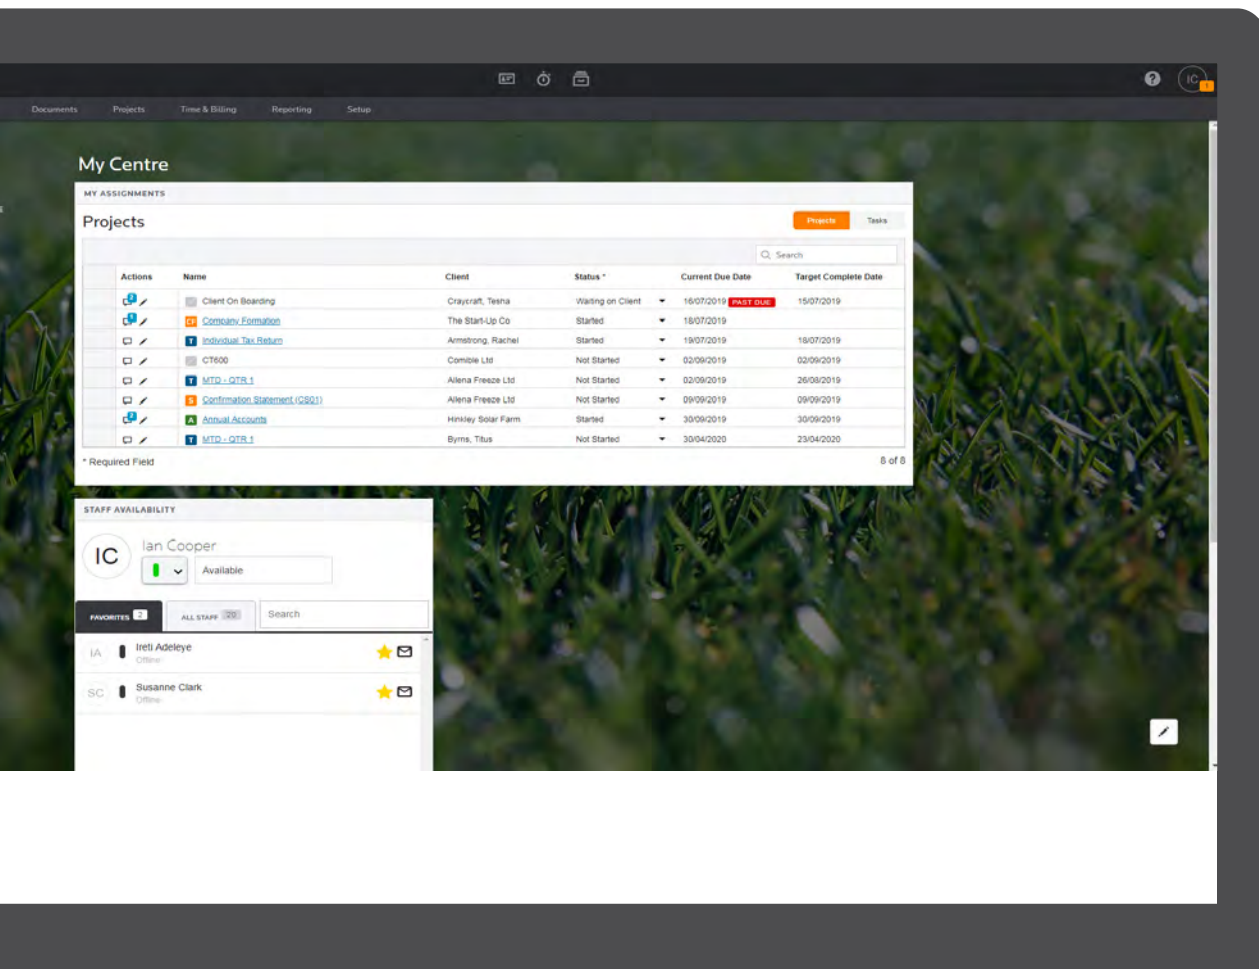 IC
1
Documents Projects Time & Billing Reporting Setup
My Centre
MY ASSIGNMENTS
Projects
Projects Tasks
Search
Actions Name Client Status * Current Due Date Target Complete Date
2 Client On Boarding Craycraft, Tesha Waiting on Client 16/07/2019 PAST DUE 15/07/2019
CF Company Formation The Start-Up Co Started 18/07/2019
T Individual Tax Return Armstrong, Rachel Started 19/07/2019 18/07/2019
CT600 Comible Ltd Not Started 02/09/2019 02/09/2019
T MTD - QTR 1 Allena Freeze Ltd Not Started 02/09/2019 26/08/2019
S Confirmation Statement (CS01) Allena Freeze Ltd Not Started 09/09/2019 09/09/2019
2 A Annual Accounts Hinkley Solar Farm Started 30/09/2019 30/09/2019
T MTD - QTR 1 Byrns, Titus Not Started 30/04/2020 23/04/2020
* Required Field 8 of 8
STAFF AVAILABILITY
IC Ian Cooper
Available
FAVORITES 2 ALL STAFF 20 Search
IA Ireti Adeleye
Offline
SC Susanne Clark
Offline